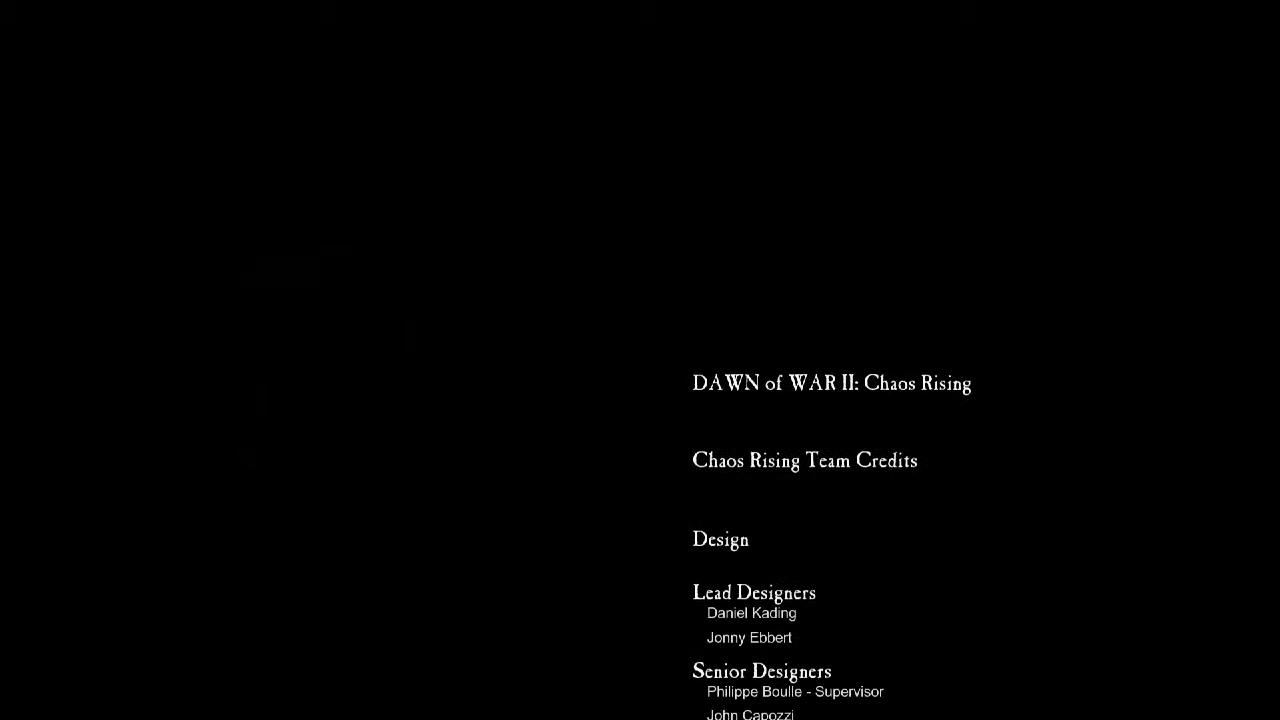 DAWN of WAR II: Chaos Rising
Chaos Rising Team Credits
Design
Lead Designers
Daniel Kading
Jonny Ebbert
Senior Designers
Philippe Boulle - Supervisor
John Capozzi